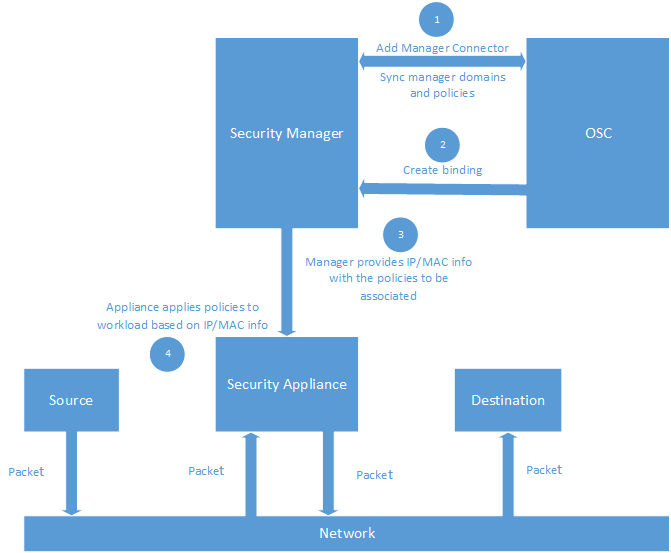 1
Add Manager Connector
Sync manager domains
and policies
Security Manager
OSC
2
Create binding
3
Manager provides IP/MAC info
with the policies to be
associated
Appliance applies policies to
workload based on IP/MAC info
4
Source
Security Appliance
Destination
Packet
Packet
Packet
Packet
Network